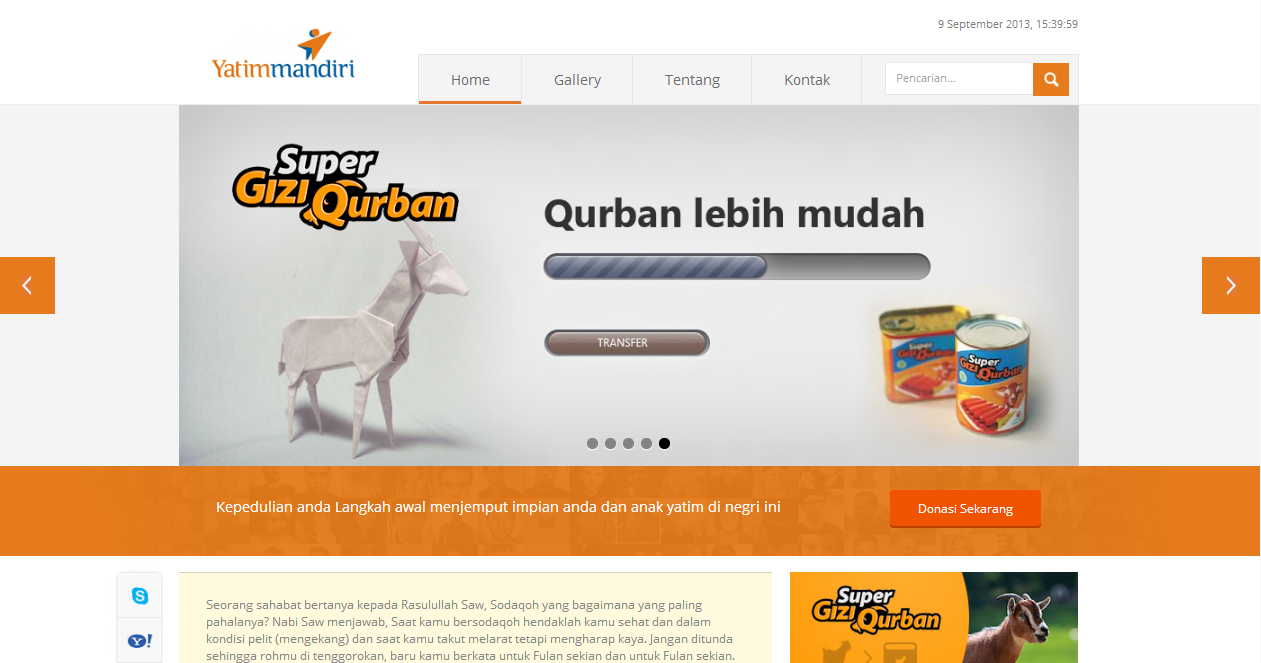 9 September 2013, 15:39:59
Yatimmandiri
Home
Gallery
Tentang
Kontak
Pencarian...
Super
Gizi Qurban
Qurban lebih mudah
TRANSFER
Super
Gizi Qurban
Super
Gizi Qurban
Kepedulian anda Langkah awal menjemput impian anda dan anak yatim di negri ini
Donasi Sekarang
Seorang sahabat bertanya kepada Rasulullah Saw, Sodaqoh yang bagaimana yang paling
pahalanya? Nabi Saw menjawab, Saat kamu bersodaqoh hendaklah kamu sehat dan dalam
kondisi pelit (mengekang) dan saat kamu takut melarat tetapi mengharap kaya. Jangan ditunda
sehingga rohmu di tenggorokan, baru kamu berkata untuk Fulan sekian dan untuk Fulan sekian.
Super
Gizi Qurban